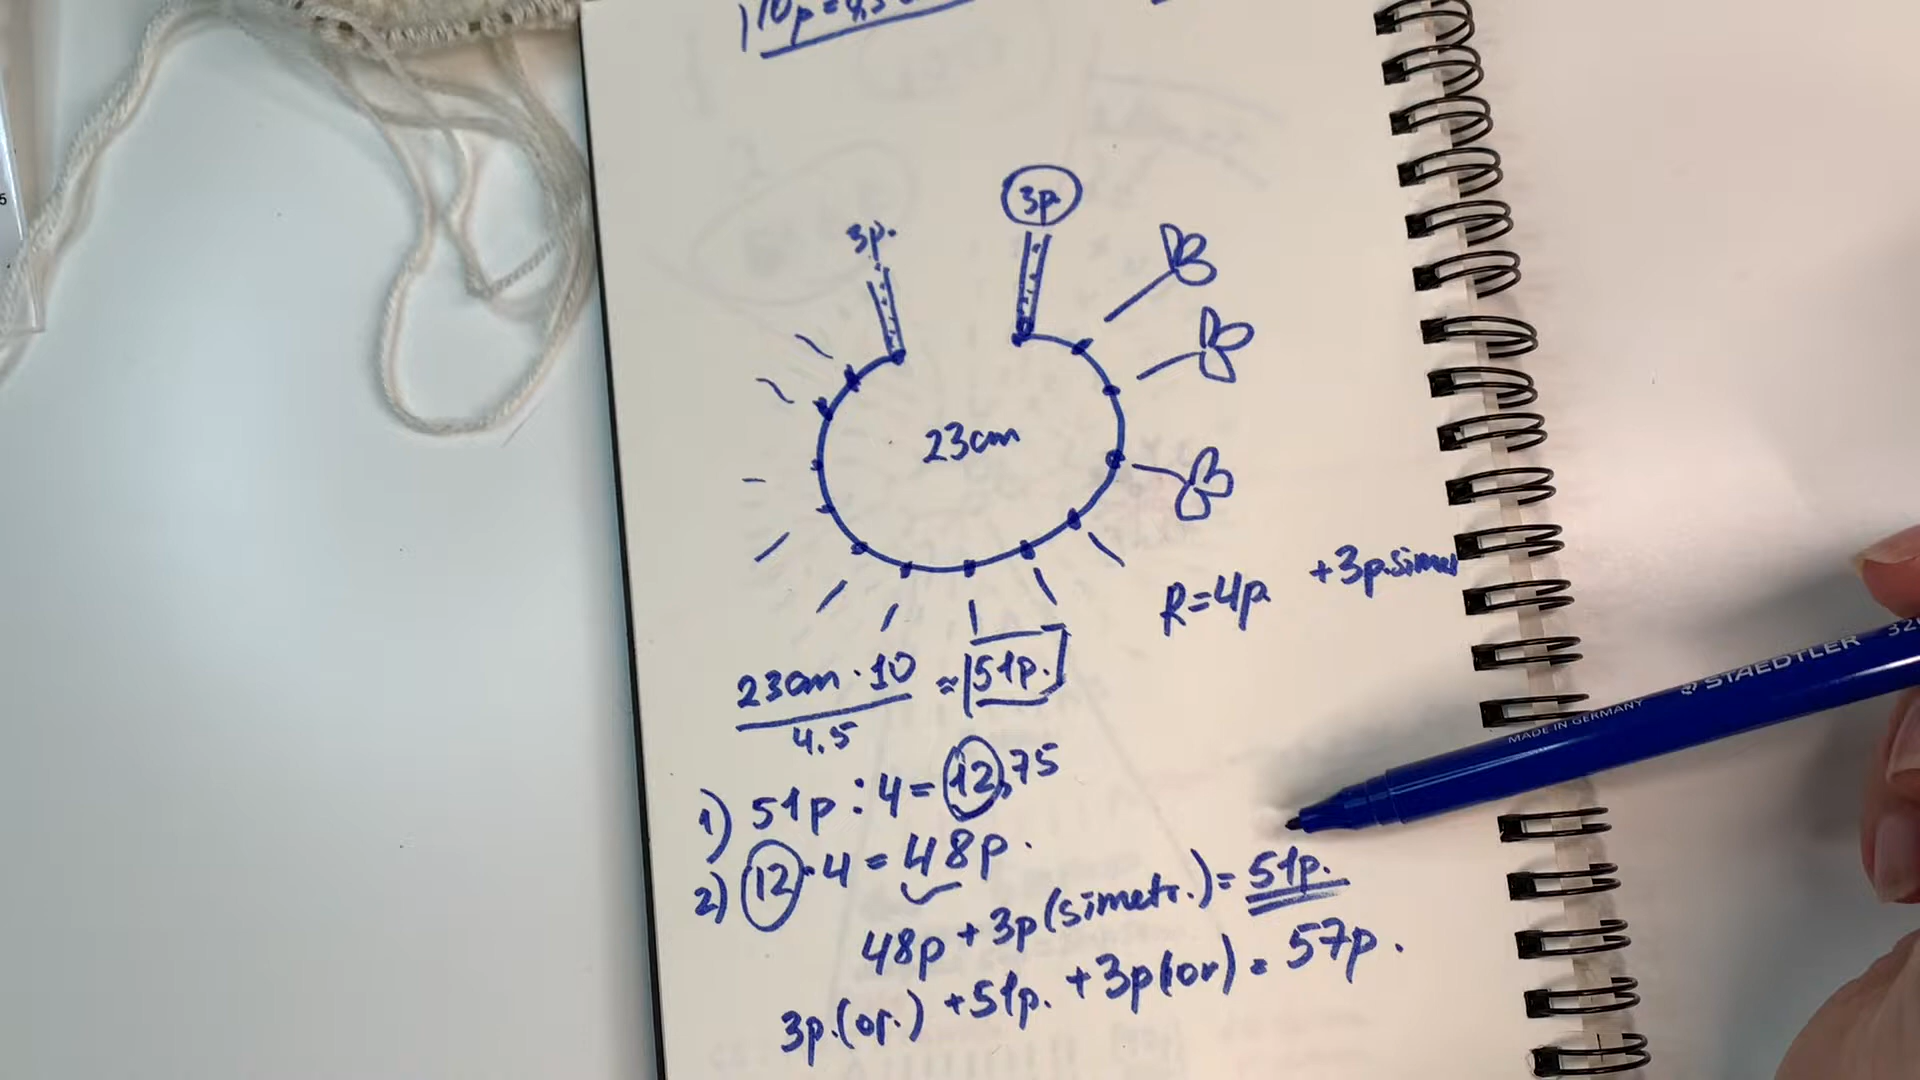 3p.
3p.
23cm
R=4p. +3p.simet
23cm · 10 ≈ 51p.
4.5
1) 51p : 4 = 12,75
2) 12 · 4 = 48p.
48p + 3p (simetr.) = 51p.
3p. (or.) + 51p. + 3p (or) = 57p.
STAEDTLER
MADE IN GERMANY
5